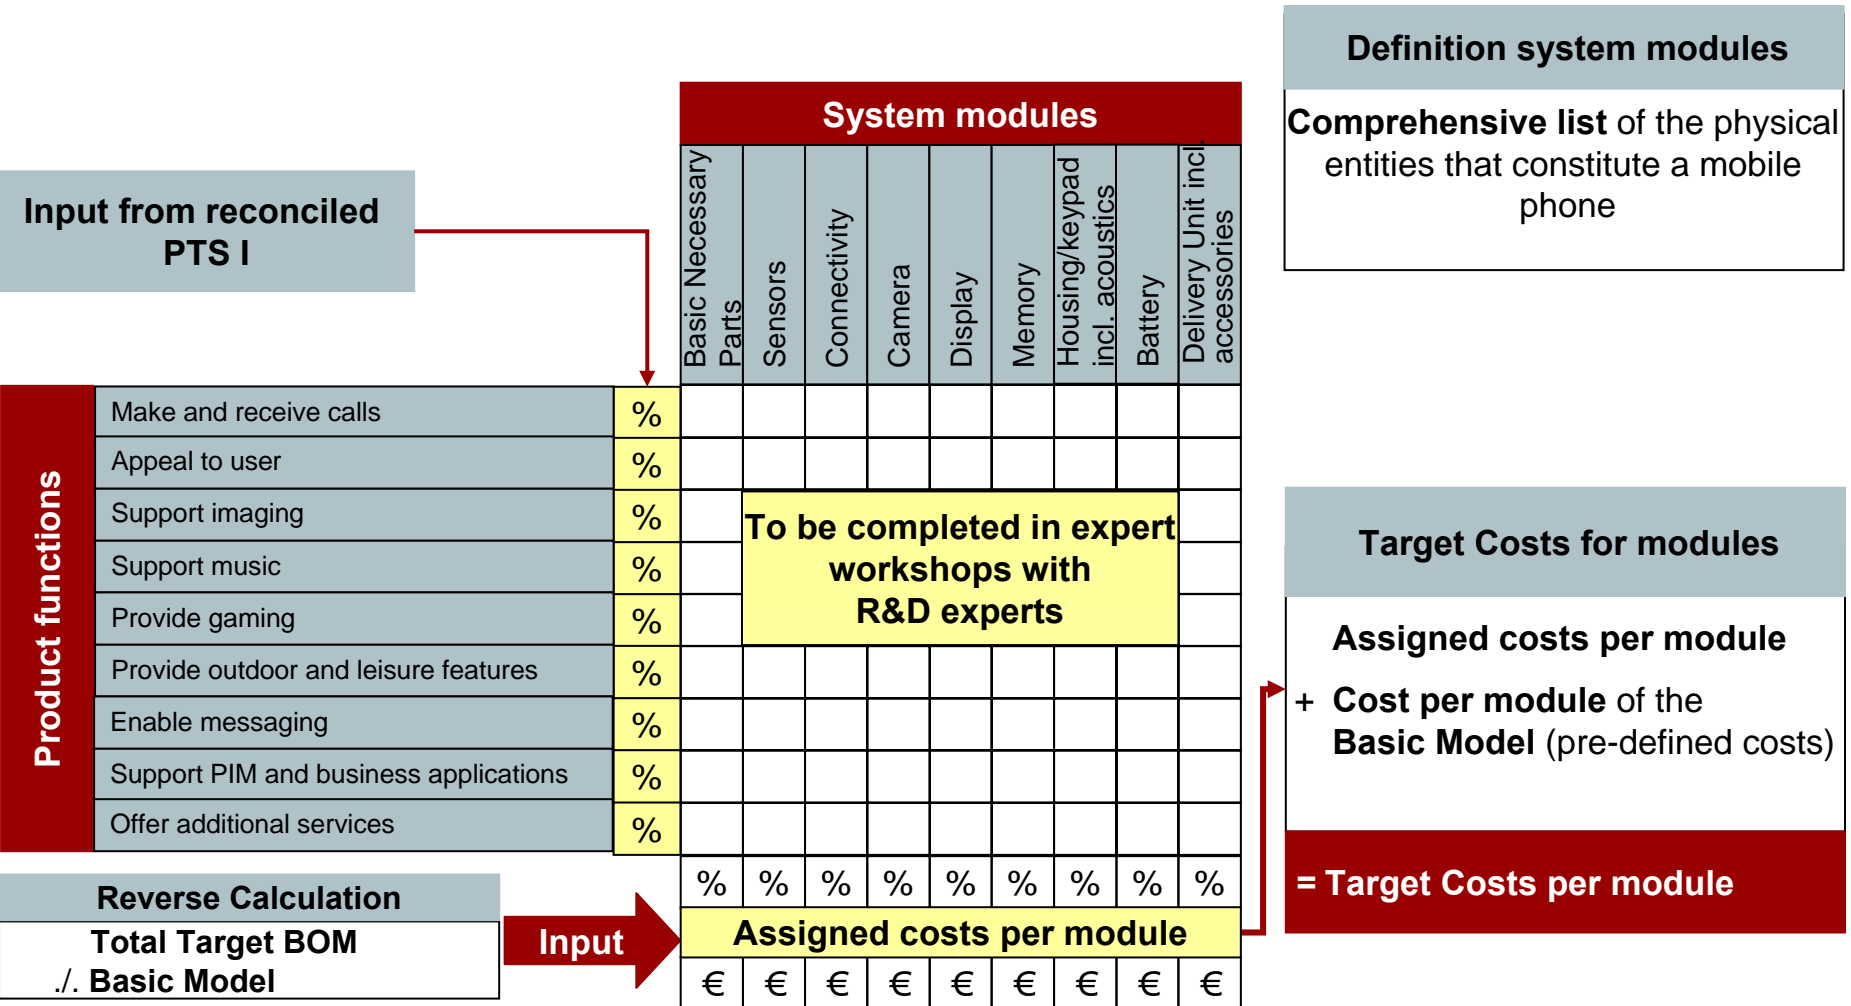 Definition system modules
Comprehensive list of the physical
entities that constitute a mobile
phone
System modules
Basic Necessary
Parts
Sensors
Connectivity
Camera
Display
Memory
Housing/keypad
incl. acoustics
Battery
Delivery Unit incl.
accessories
Input from reconciled
PTS I
Product functions
Make and receive calls %
Appeal to user %
Support imaging %
Support music %
Provide gaming %
Provide outdoor and leisure features %
Enable messaging %
Support PIM and business applications %
Offer additional services %
To be completed in expert
workshops with
R&D experts
% % % % % % % % %
Reverse Calculation
Total Target BOM
./. Basic Model
Input
Assigned costs per module
€ € € € € € € € €
Target Costs for modules
Assigned costs per module
+ Cost per module of the
Basic Model (pre-defined costs)
= Target Costs per module